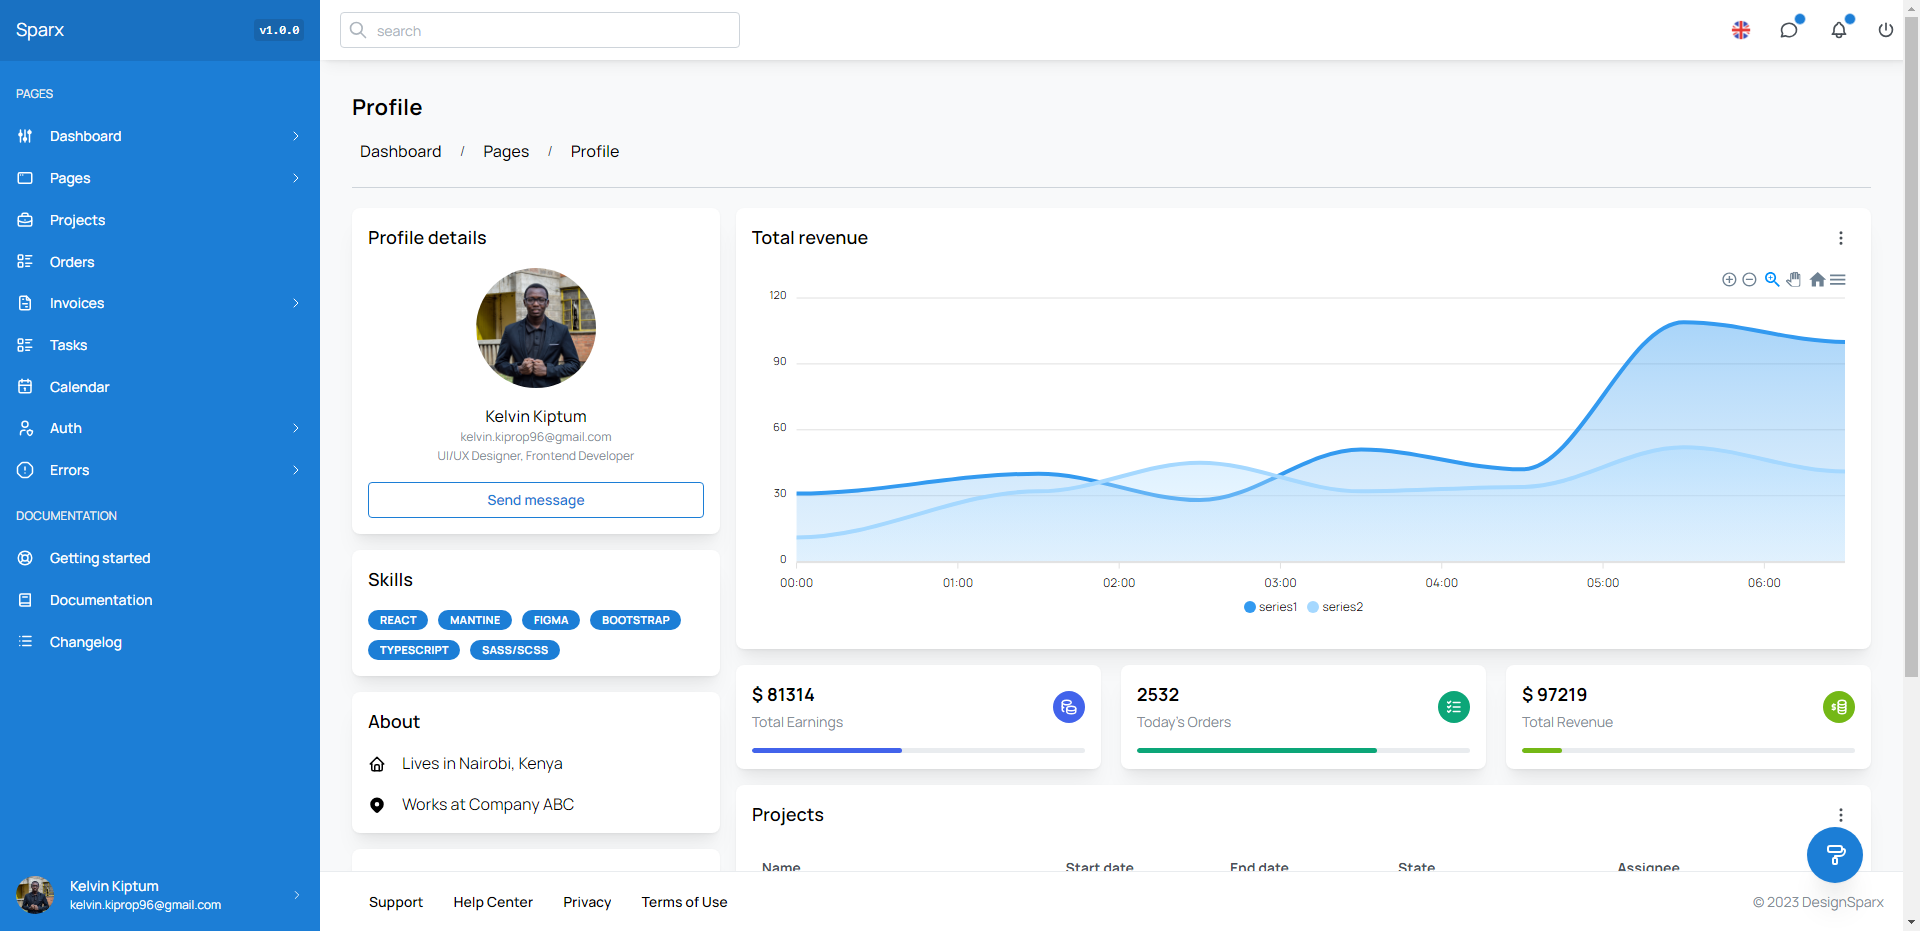 Sparx
v1.0.0
search
PAGES
Dashboard
Pages
Projects
Orders
Invoices
Tasks
Calendar
Auth
Errors
DOCUMENTATION
Getting started
Documentation
Changelog
Kelvin Kiptum
kelvin.kiprop96@gmail.com
Profile
Dashboard / Pages / Profile
Profile details
Kelvin Kiptum
kelvin.kiprop96@gmail.com
UI/UX Designer, Frontend Developer
Send message
Skills
REACT MANTINE FIGMA BOOTSTRAP
TYPESCRIPT SASS/SCSS
About
Lives in Nairobi, Kenya
Works at Company ABC
Total revenue
120
90
60
30
0
00:00 01:00 02:00 03:00 04:00 05:00 06:00
series1 series2
$ 81314
Total Earnings
2532
Today's Orders
$ 97219
Total Revenue
Projects
Name Start date End date State Assignee
Support Help Center Privacy Terms of Use
© 2023 DesignSparx